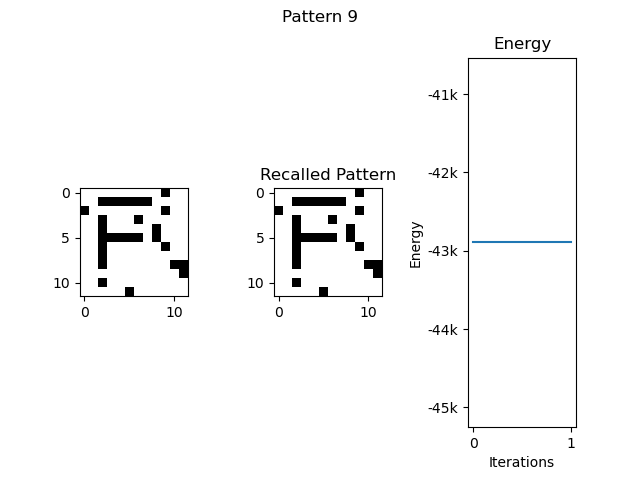 Pattern 9
Energy
-41k
-42k
-43k
-44k
-45k
Energy
0 1
Iterations
Recalled Pattern
0
5
10
0 10
0
5
10
0 10